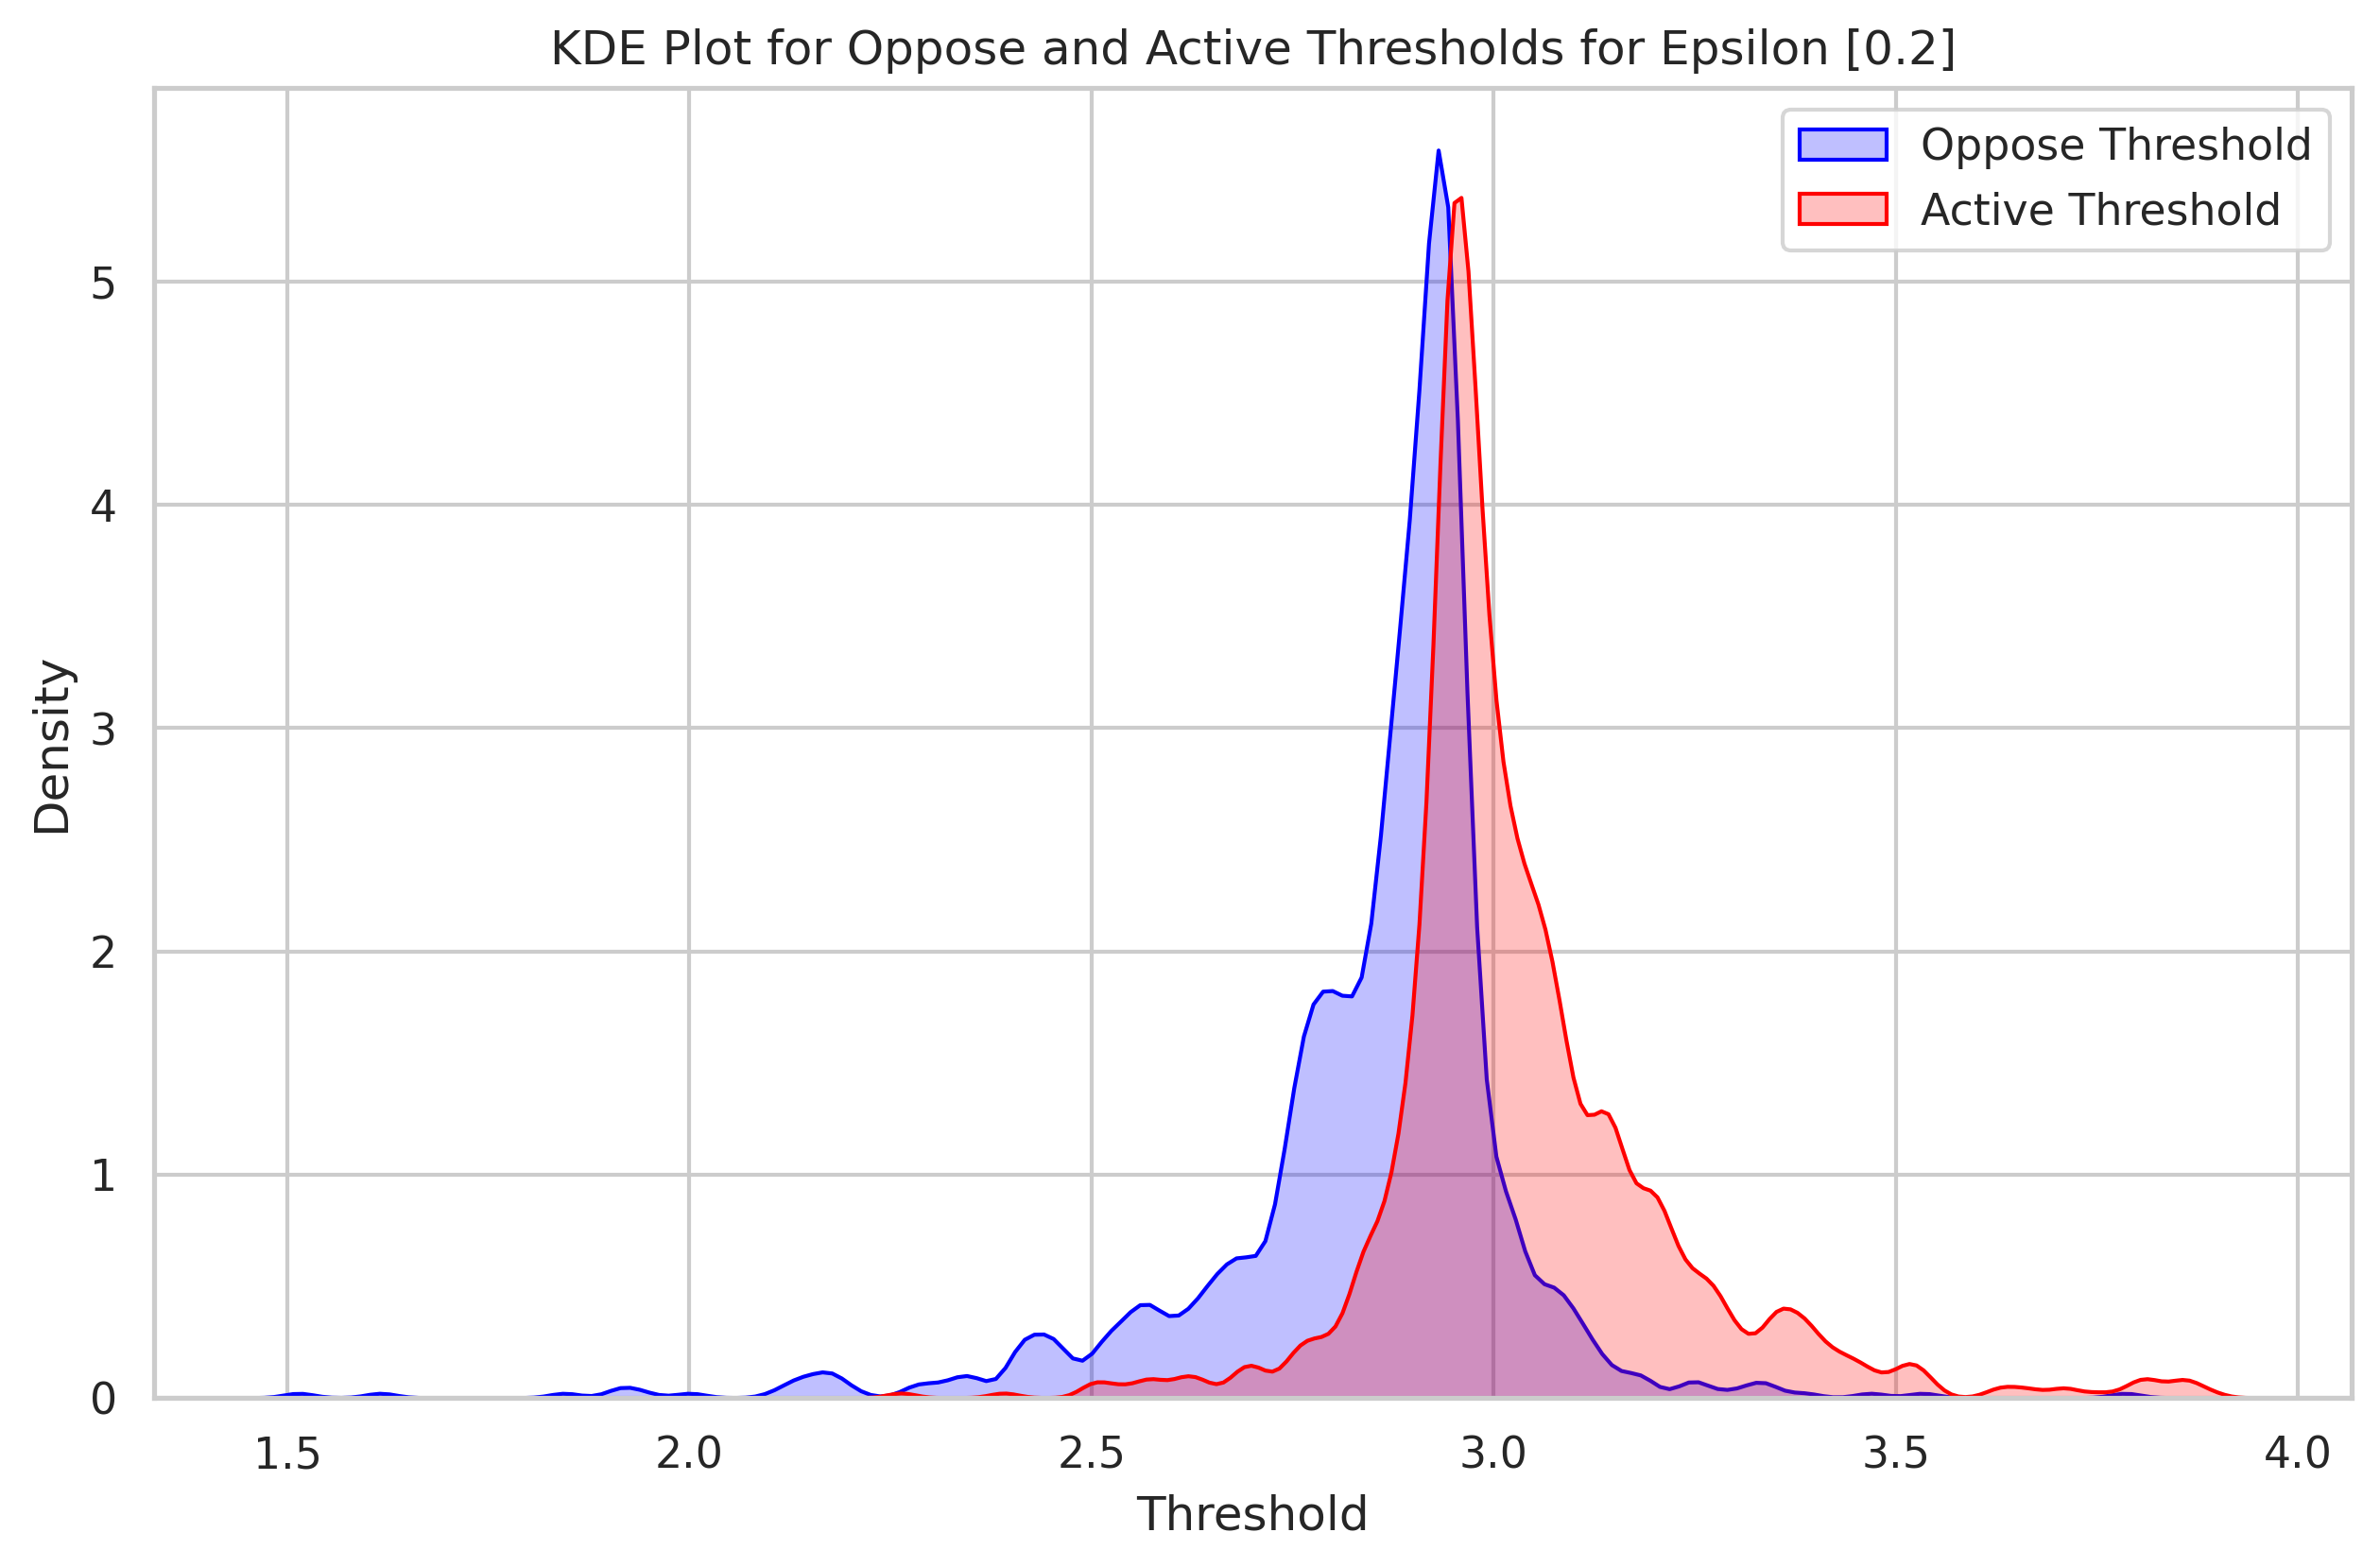 KDE Plot for Oppose and Active Thresholds for Epsilon [0.2]
Oppose Threshold
Active Threshold
Density
5
4
3
2
1
0
1.5 2.0 2.5 3.0 3.5 4.0
Threshold